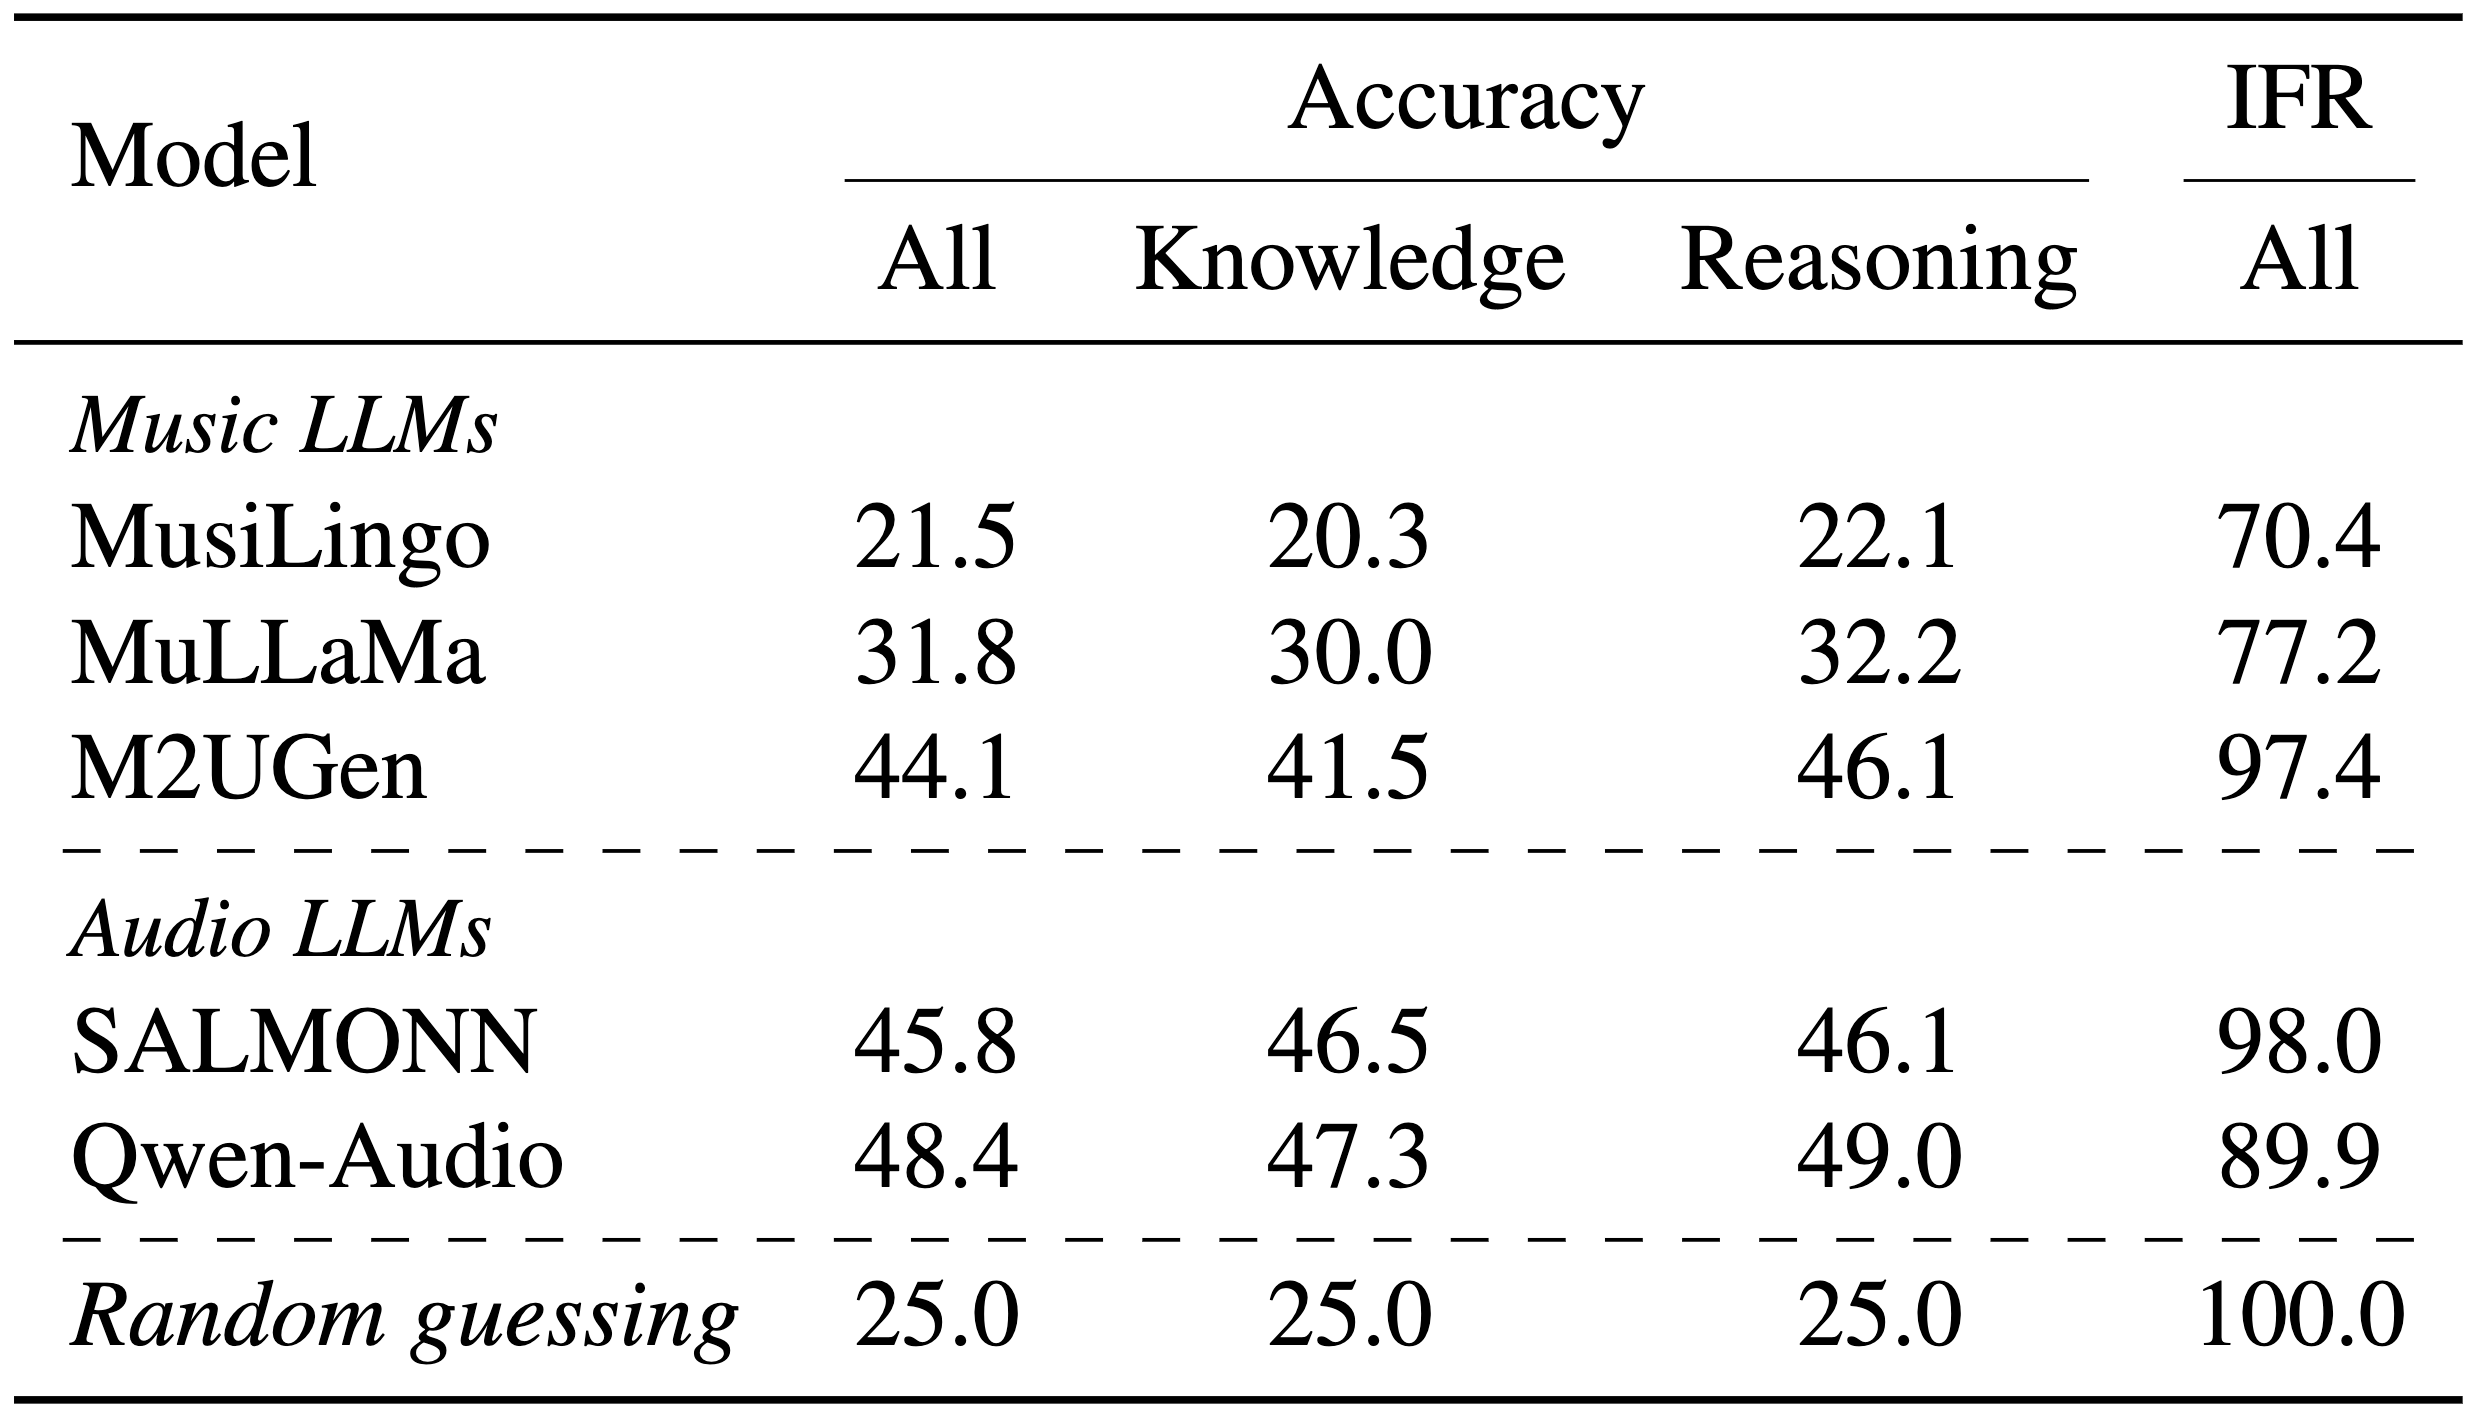 Model Accuracy IFR
All Knowledge Reasoning All
Music LLMs
MusiLingo 21.5 20.3 22.1 70.4
MuLLaMa 31.8 30.0 32.2 77.2
M2UGen 44.1 41.5 46.1 97.4
Audio LLMs
SALMONN 45.8 46.5 46.1 98.0
Qwen-Audio 48.4 47.3 49.0 89.9
Random guessing 25.0 25.0 25.0 100.0